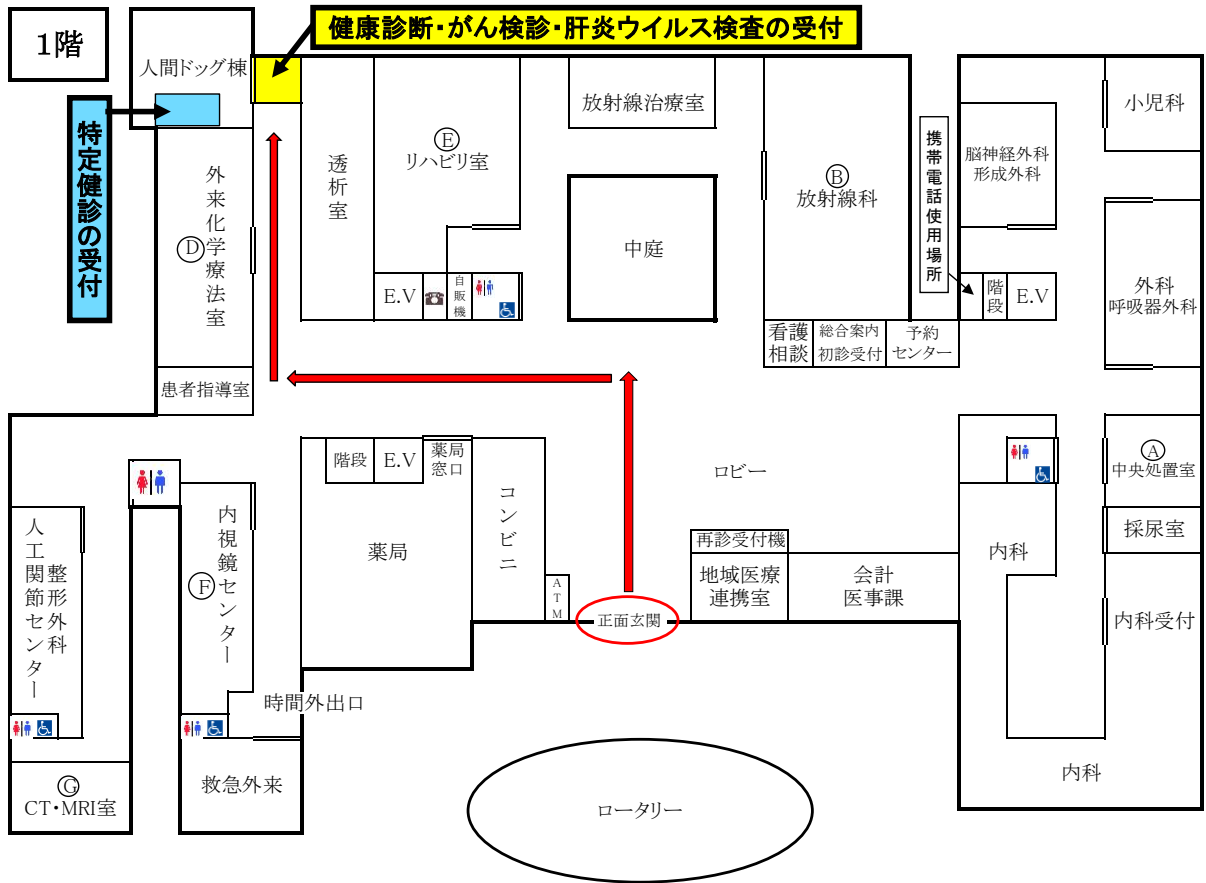 1階
健康診断・がん検診・肝炎ウイルス検査の受付
人間ドッグ棟
特定健診の受付
外来化学療法室
Ⓓ
患者指導室
透析室
Ⓔ
リハビリ室
E.V
自販機
放射線治療室
中庭
Ⓑ
放射線科
看護
相談
総合案内
初診受付
予約
センター
携帯電話使用場所
脳神経外科
形成外科
階段
E.V
小児科
外科
呼吸器外科
Ⓐ
中央処置室
採尿室
内科受付
内科
内科
ロビー
再診受付機
地域医療
連携室
会計
医事課
正面玄関
ATM
コンビニ
階段
E.V
薬局
窓口
薬局
内視鏡センター
Ⓕ
時間外出口
救急外来
整形外科
人工関節センター
Ⓖ
CT・MRI室
ロータリー